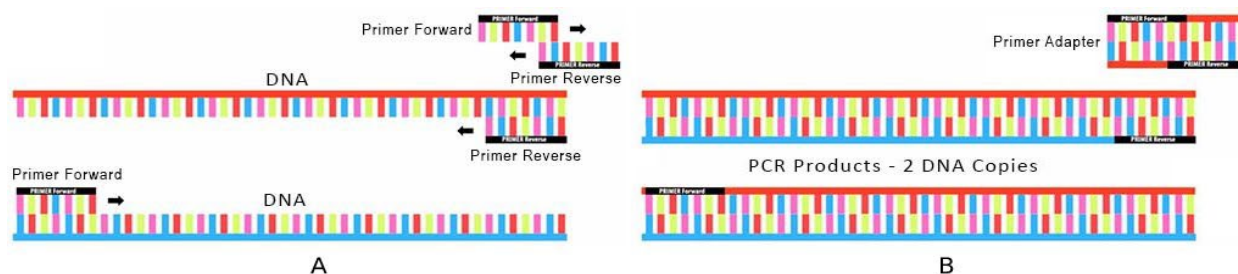 PRIMER Forward
Primer Forward
PRIMER Reverse
Primer Reverse
DNA
PRIMER Reverse
Primer Reverse
Primer Forward
PRIMER Forward
DNA
A
PRIMER Forward
Primer Adapter
PRIMER Reverse
PRIMER Reverse
PCR Products - 2 DNA Copies
PRIMER Forward
B